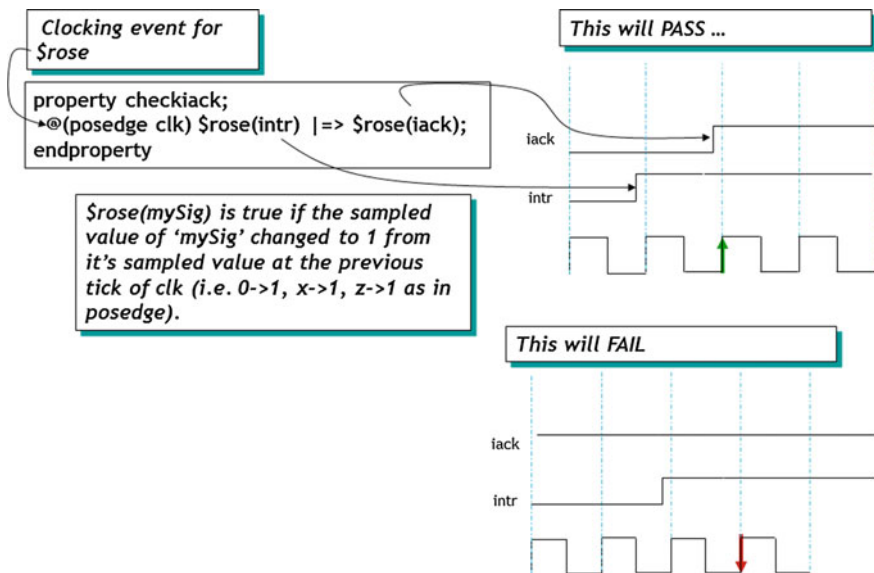 Clocking event for
$rose
property checkiack;
@(posedge clk) $rose(intr) |=> $rose(iack);
endproperty
$rose(mySig) is true if the sampled
value of ‘mySig’ changed to 1 from
it’s sampled value at the previous
tick of clk (i.e. 0->1, x->1, z->1 as in
posedge).
This will PASS …
iack
intr
This will FAIL
iack
intr